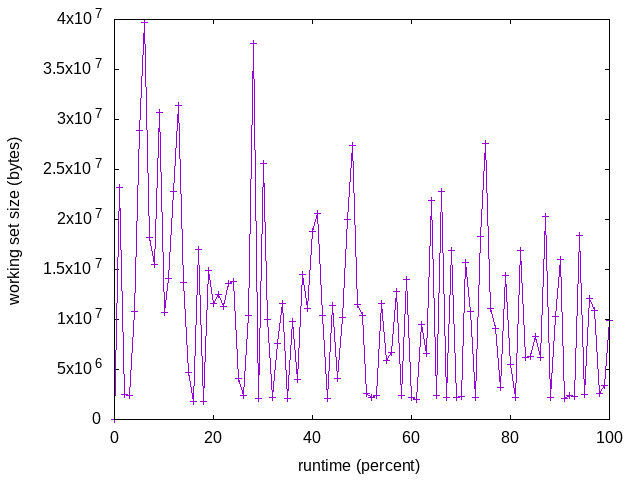 4x10^7
3.5x10^7
3x10^7
2.5x10^7
2x10^7
1.5x10^7
1x10^7
5x10^6
0
working set size (bytes)
0 20 40 60 80 100
runtime (percent)